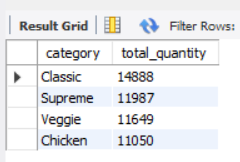 Result Grid Filter Rows:
category total_quantity
Classic 14888
Supreme 11987
Veggie 11649
Chicken 11050